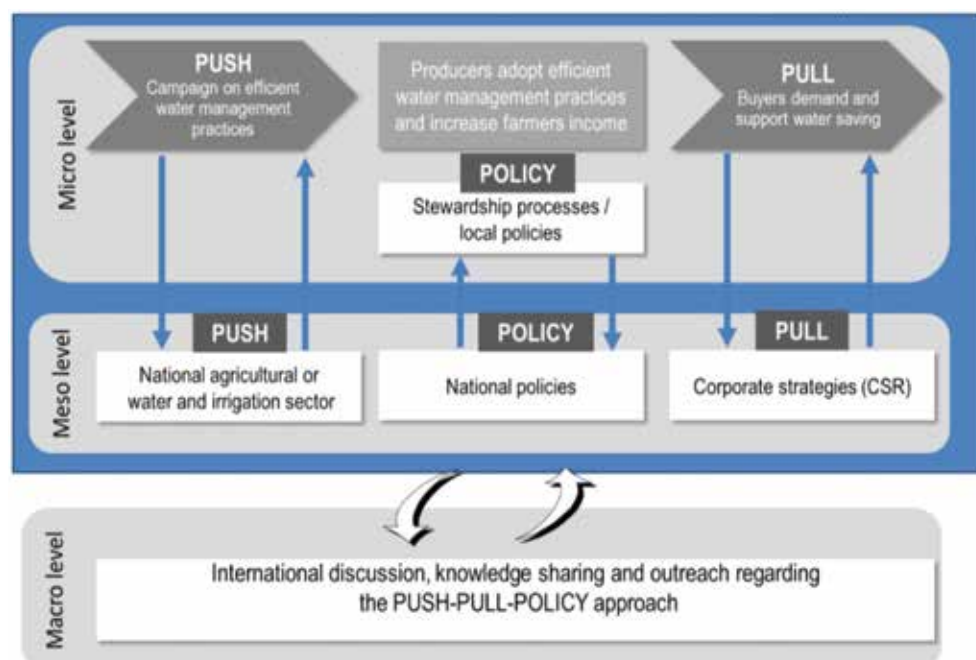 Micro level
PUSH
Campaign on efficient
water management
practices
Producers adopt efficient
water management practices
and increase farmers income
PULL
Buyers demand and
support water saving
POLICY
Stewardship processes /
local policies
Meso level
PUSH
National agricultural or
water and irrigation sector
POLICY
National policies
PULL
Corporate strategies (CSR)
Macro level
International discussion, knowledge sharing and outreach regarding
the PUSH-PULL-POLICY approach